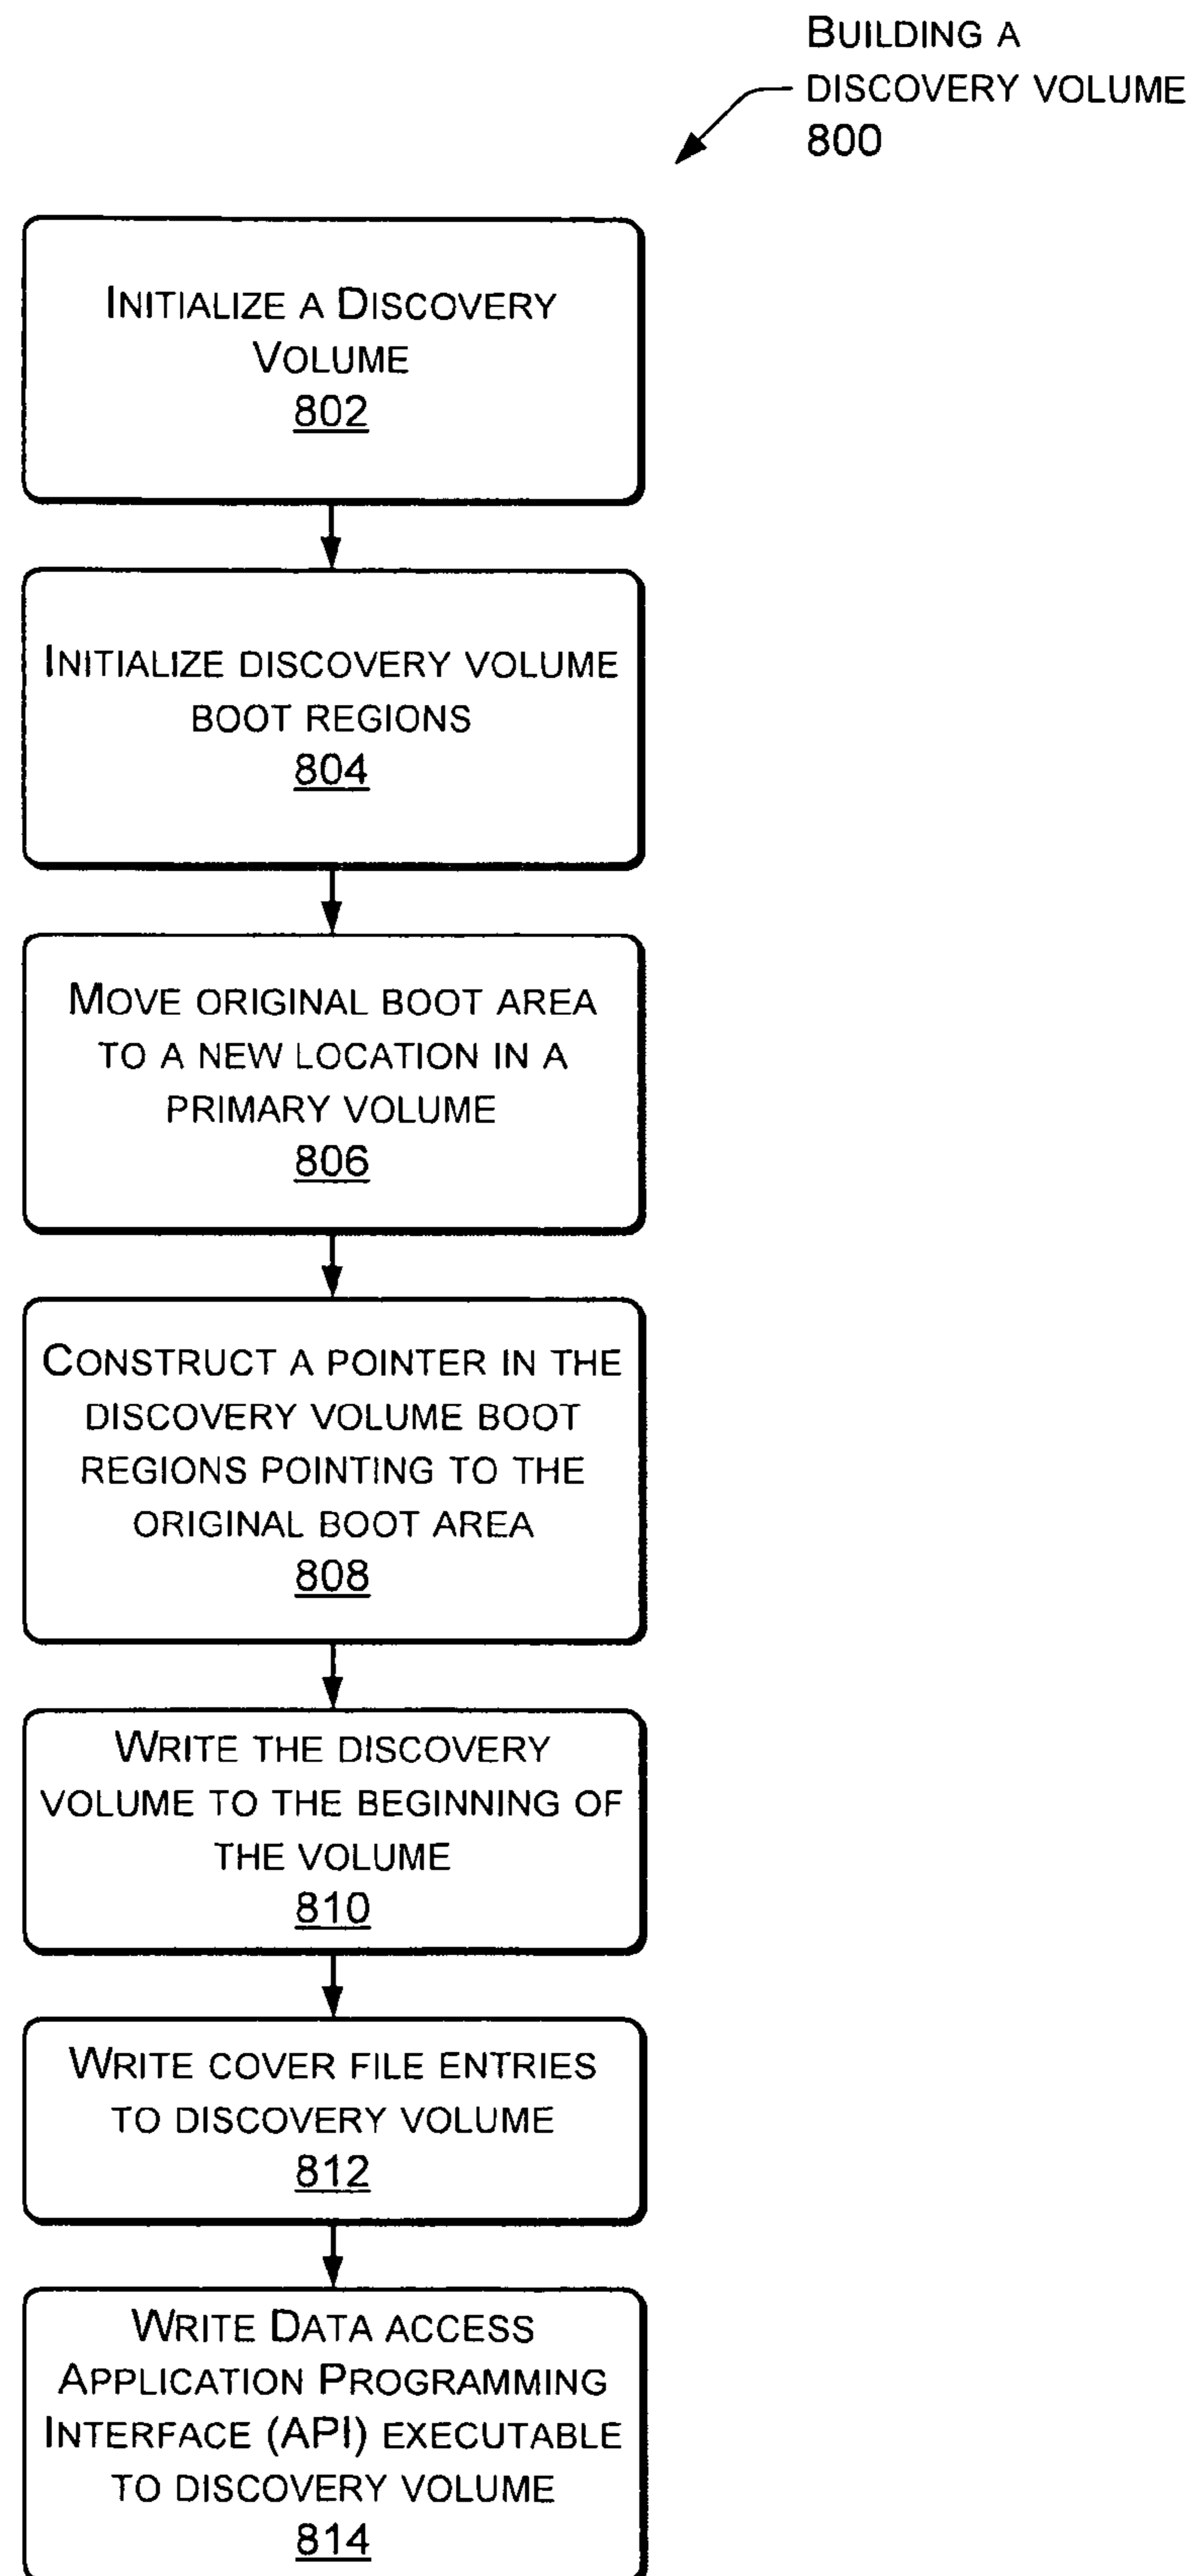 BUILDING A
DISCOVERY VOLUME
800
INITIALIZE A DISCOVERY
VOLUME
802
INITIALIZE DISCOVERY VOLUME
BOOT REGIONS
804
MOVE ORIGINAL BOOT AREA
TO A NEW LOCATION IN A
PRIMARY VOLUME
806
CONSTRUCT A POINTER IN THE
DISCOVERY VOLUME BOOT
REGIONS POINTING TO THE
ORIGINAL BOOT AREA
808
WRITE THE DISCOVERY
VOLUME TO THE BEGINNING OF
THE VOLUME
810
WRITE COVER FILE ENTRIES
TO DISCOVERY VOLUME
812
WRITE DATA ACCESS
APPLICATION PROGRAMMING
INTERFACE (API) EXECUTABLE
TO DISCOVERY VOLUME
814